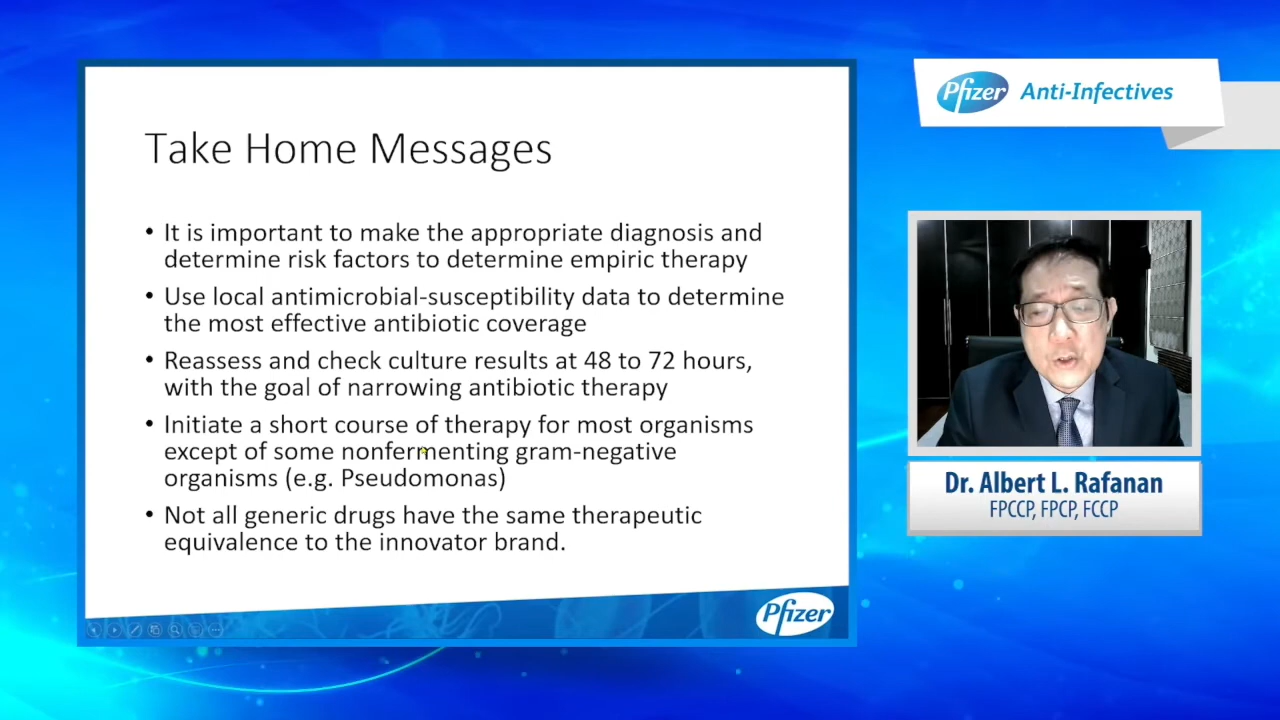 Take Home Messages
• It is important to make the appropriate diagnosis and
determine risk factors to determine empiric therapy
• Use local antimicrobial-susceptibility data to determine
the most effective antibiotic coverage
• Reassess and check culture results at 48 to 72 hours,
with the goal of narrowing antibiotic therapy
• Initiate a short course of therapy for most organisms
except of some nonfermenting gram-negative
organisms (e.g. Pseudomonas)
• Not all generic drugs have the same therapeutic
equivalence to the innovator brand.
Pfizer
Pfizer Anti-Infectives
Dr. Albert L. Rafanan
FPCCP, FPCP, FCCP